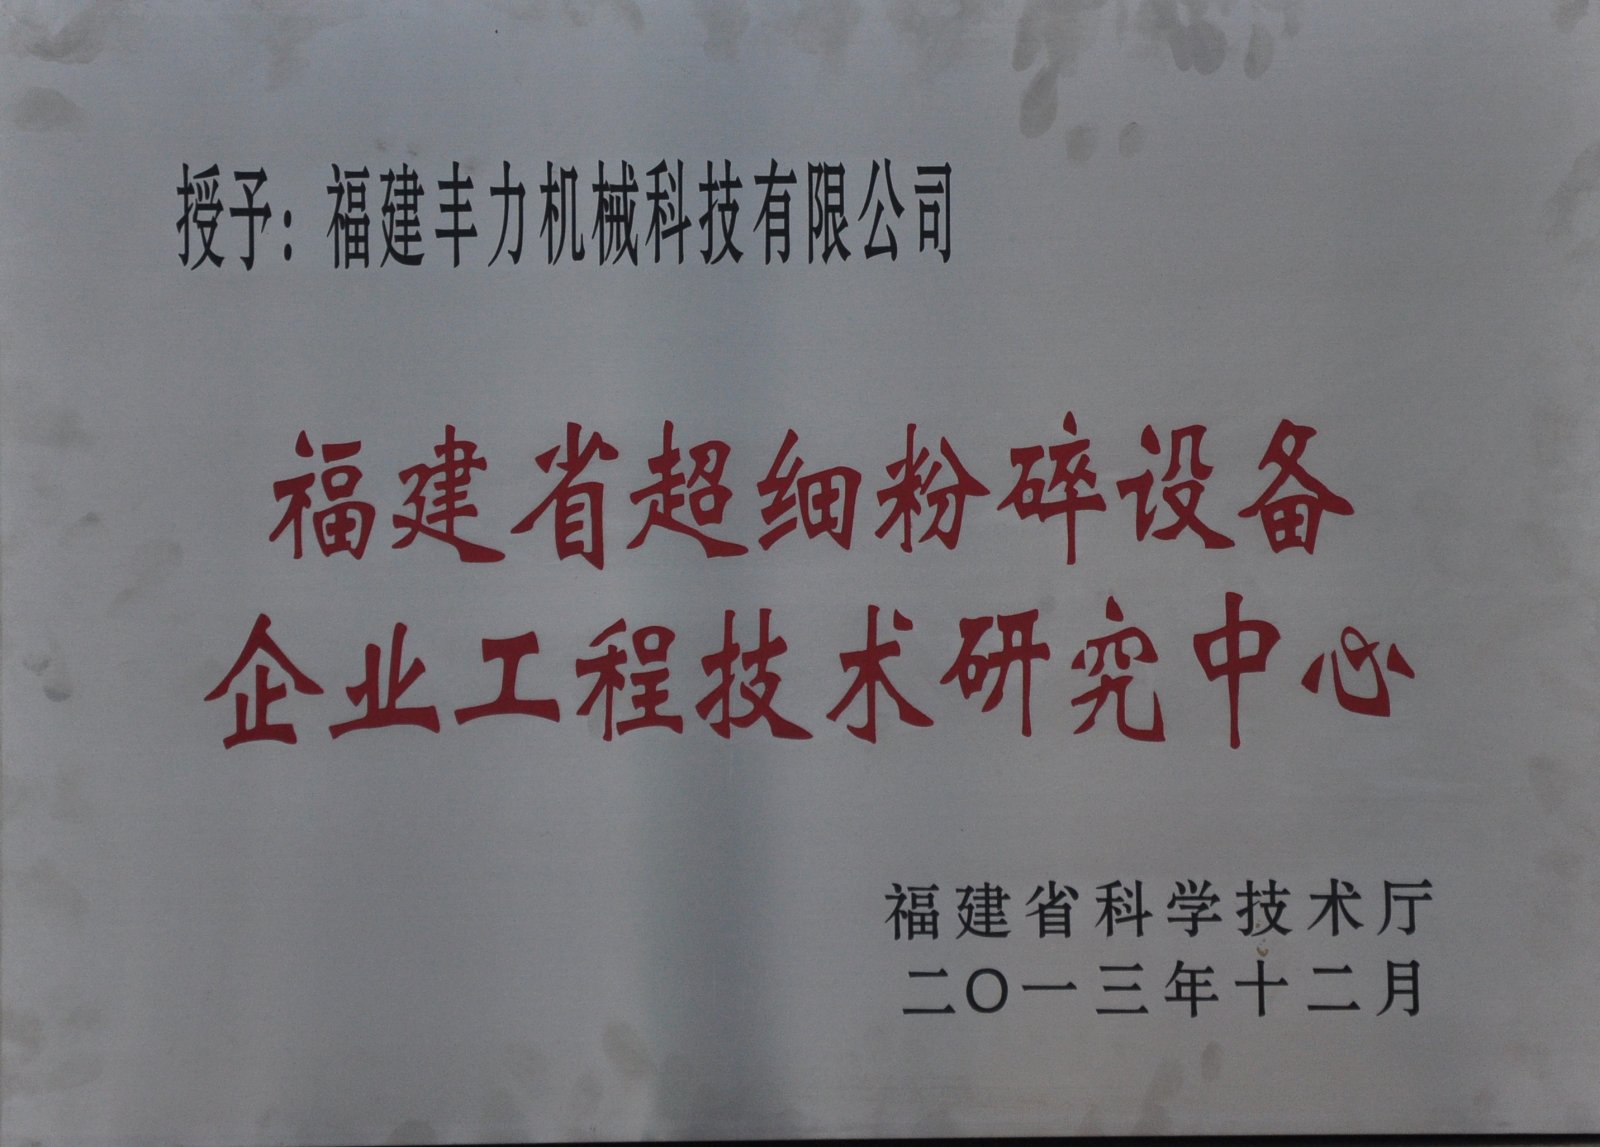 授予：福建丰力机械科技有限公司
福建省超细粉碎设备
企业工程技术研究中心
福建省科学技术厅
二〇一三年十二月